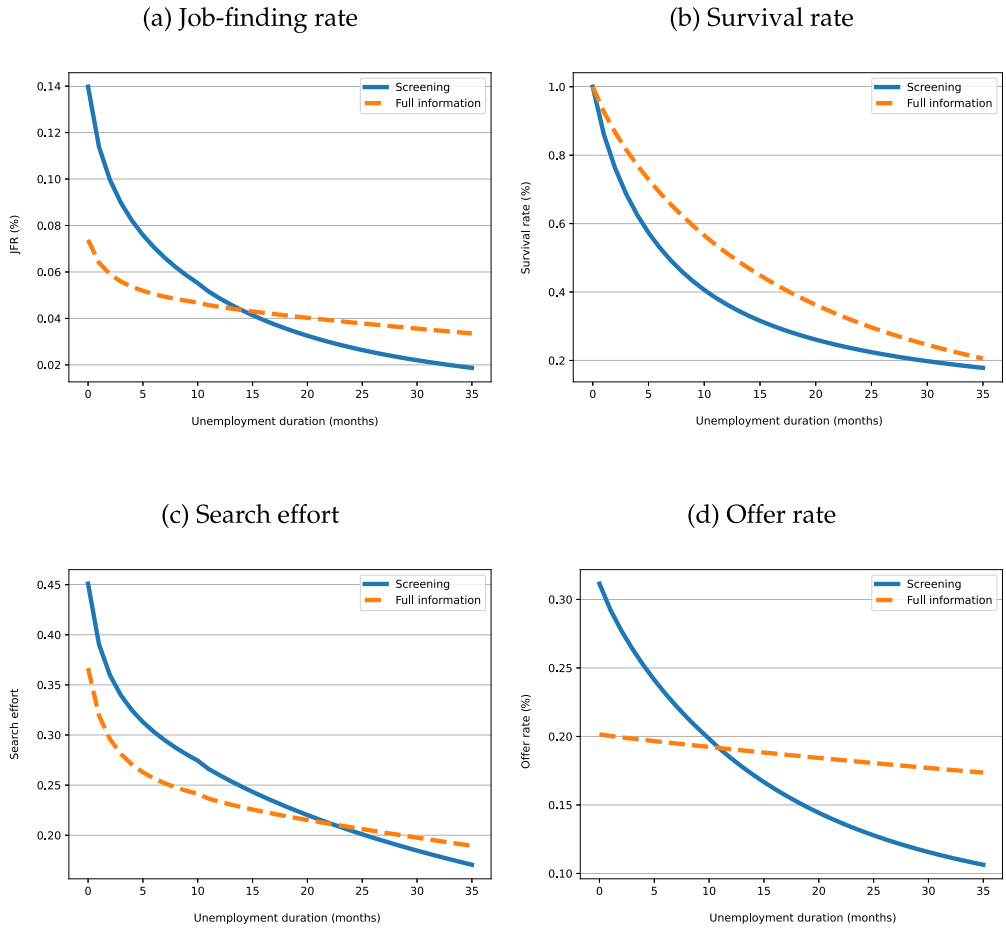 (a) Job-finding rate
0.14
0.12
0.10
0.08
0.06
0.04
0.02
JFR (%)
Screening
Full information
0 5 10 15 20 25 30 35
Unemployment duration (months)
(b) Survival rate
1.0
0.8
0.6
0.4
0.2
Survival rate (%)
Screening
Full information
0 5 10 15 20 25 30 35
Unemployment duration (months)
(c) Search effort
0.45
0.40
0.35
0.30
0.25
0.20
Search effort
Screening
Full information
0 5 10 15 20 25 30 35
Unemployment duration (months)
(d) Offer rate
0.30
0.25
0.20
0.15
0.10
Offer rate (%)
Screening
Full information
0 5 10 15 20 25 30 35
Unemployment duration (months)